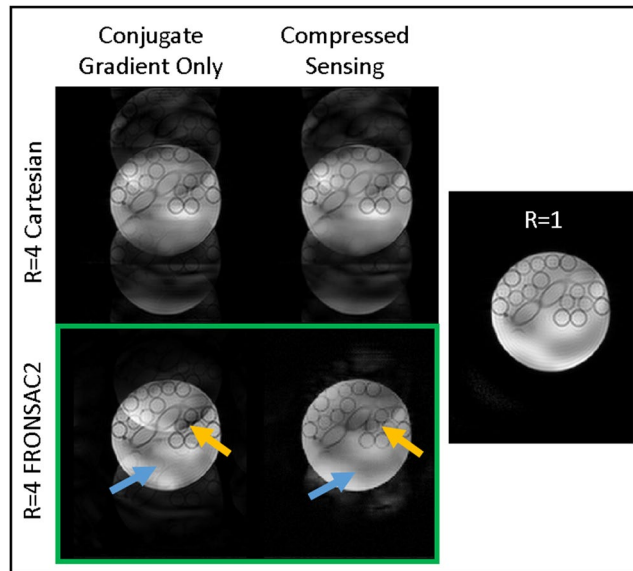 Conjugate
Gradient Only
Compressed
Sensing
R=4 Cartesian
R=1
R=4 FRONSAC2